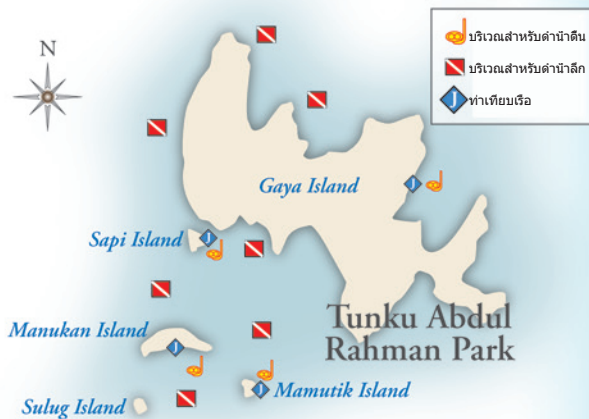 N
บริเวณสำหรับดำน้ำตื้น
บริเวณสำหรับดำน้ำลึก
J ท่าเทียบเรือ
Gaya Island
J
Sapi Island
J
Manukan Island
J
Tunku Abdul
Rahman Park
Sulug Island
J
Mamutik Island